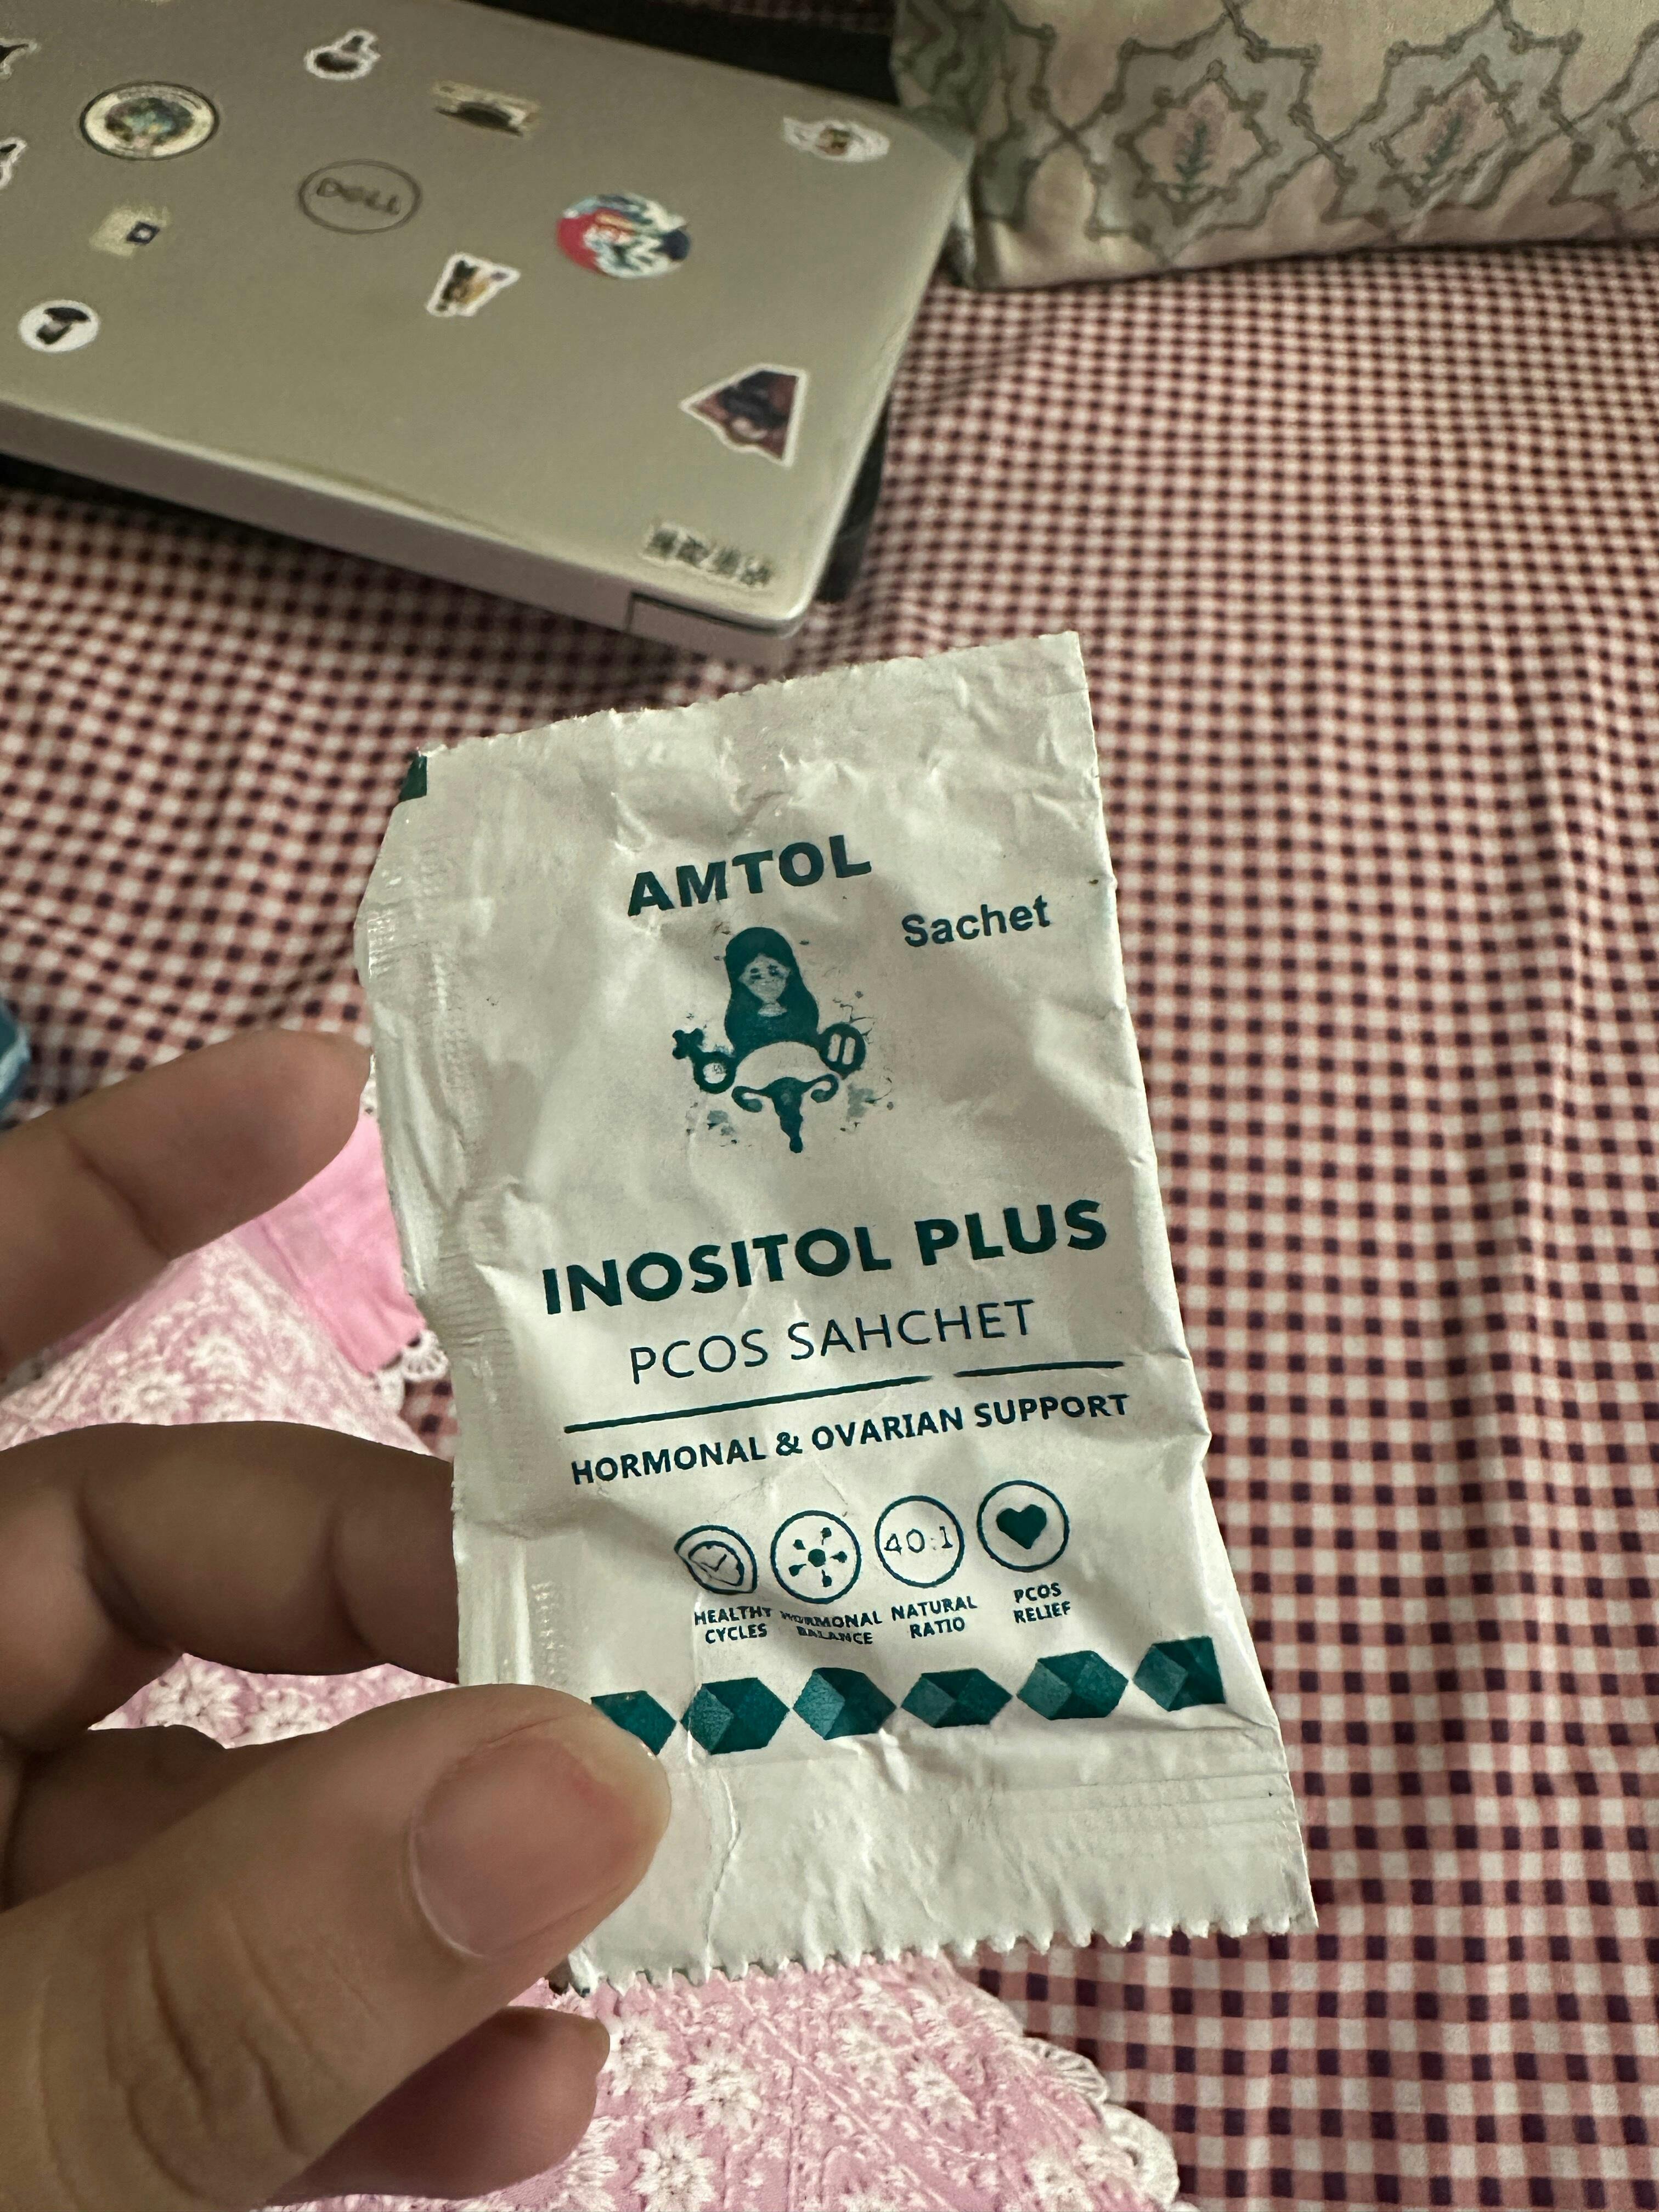 DELL
AMTOL
Sachet
INOSITOL PLUS
PCOS SAHCHET
HORMONAL & OVARIAN SUPPORT
40:1
HEALTHY CYCLES
HORMONAL BALANCE
NATURAL RATIO
PCOS RELIEF